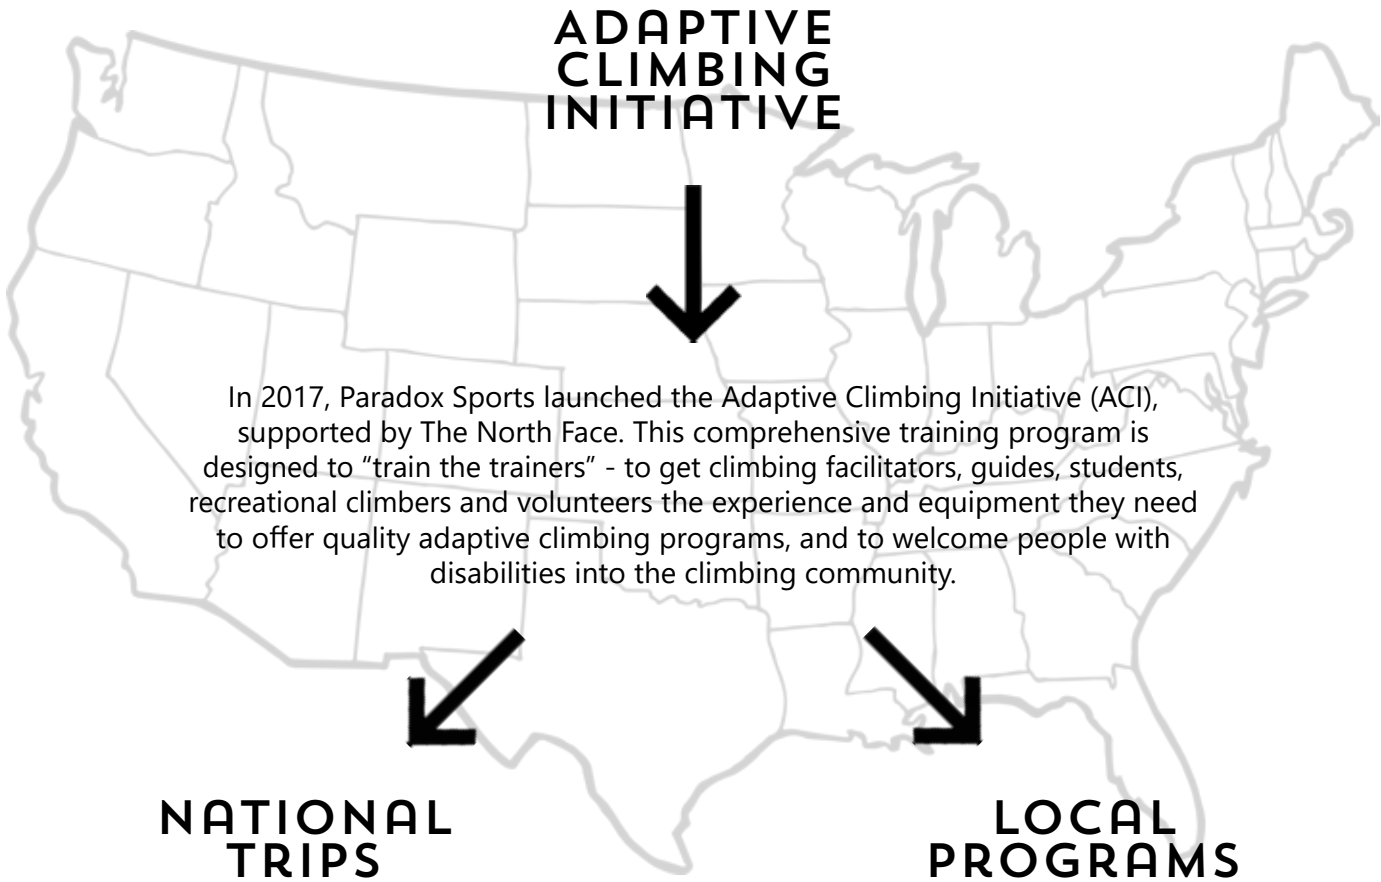 ADAPTIVE
CLIMBING
INITIATIVE
In 2017, Paradox Sports launched the Adaptive Climbing Initiative (ACI),
supported by The North Face. This comprehensive training program is
designed to “train the trainers” - to get climbing facilitators, guides, students,
recreational climbers and volunteers the experience and equipment they need
to offer quality adaptive climbing programs, and to welcome people with
disabilities into the climbing community.
NATIONAL
TRIPS
LOCAL
PROGRAMS